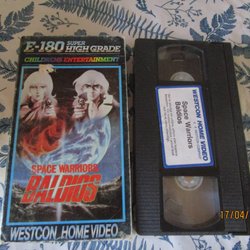 E-180 SUPER HIGH GRADE
CHILDRENS ENTERTAINMENT
SPACE WARRIORS
BALDIOS
WESTCON HOME VIDEO
WESTCON HOME VIDEO
Space Warriors
Baldios
17/04